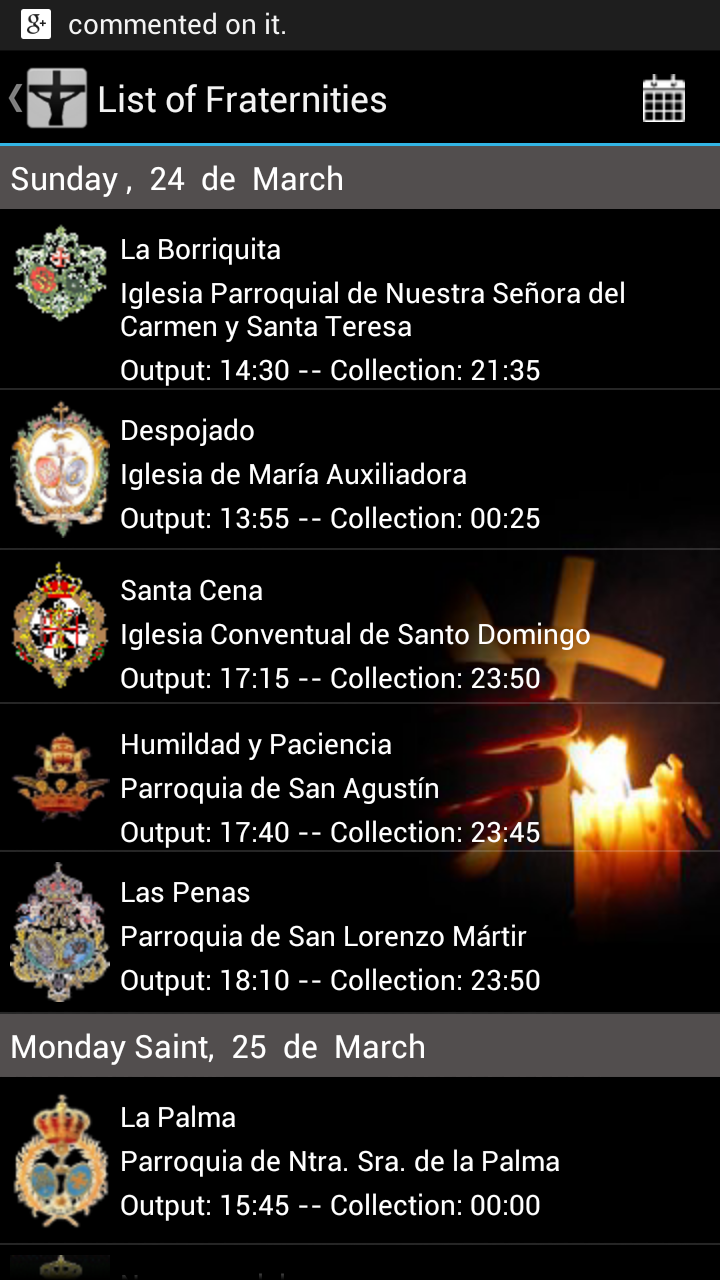 g+ commented on it.
List of Fraternities
Sunday , 24 de March
La Borriquita
Iglesia Parroquial de Nuestra Señora del
Carmen y Santa Teresa
Output: 14:30 -- Collection: 21:35
Despojado
Iglesia de María Auxiliadora
Output: 13:55 -- Collection: 00:25
Santa Cena
Iglesia Conventual de Santo Domingo
Output: 17:15 -- Collection: 23:50
Humildad y Paciencia
Parroquia de San Agustín
Output: 17:40 -- Collection: 23:45
Las Penas
Parroquia de San Lorenzo Mártir
Output: 18:10 -- Collection: 23:50
Monday Saint, 25 de March
La Palma
Parroquia de Ntra. Sra. de la Palma
Output: 15:45 -- Collection: 00:00